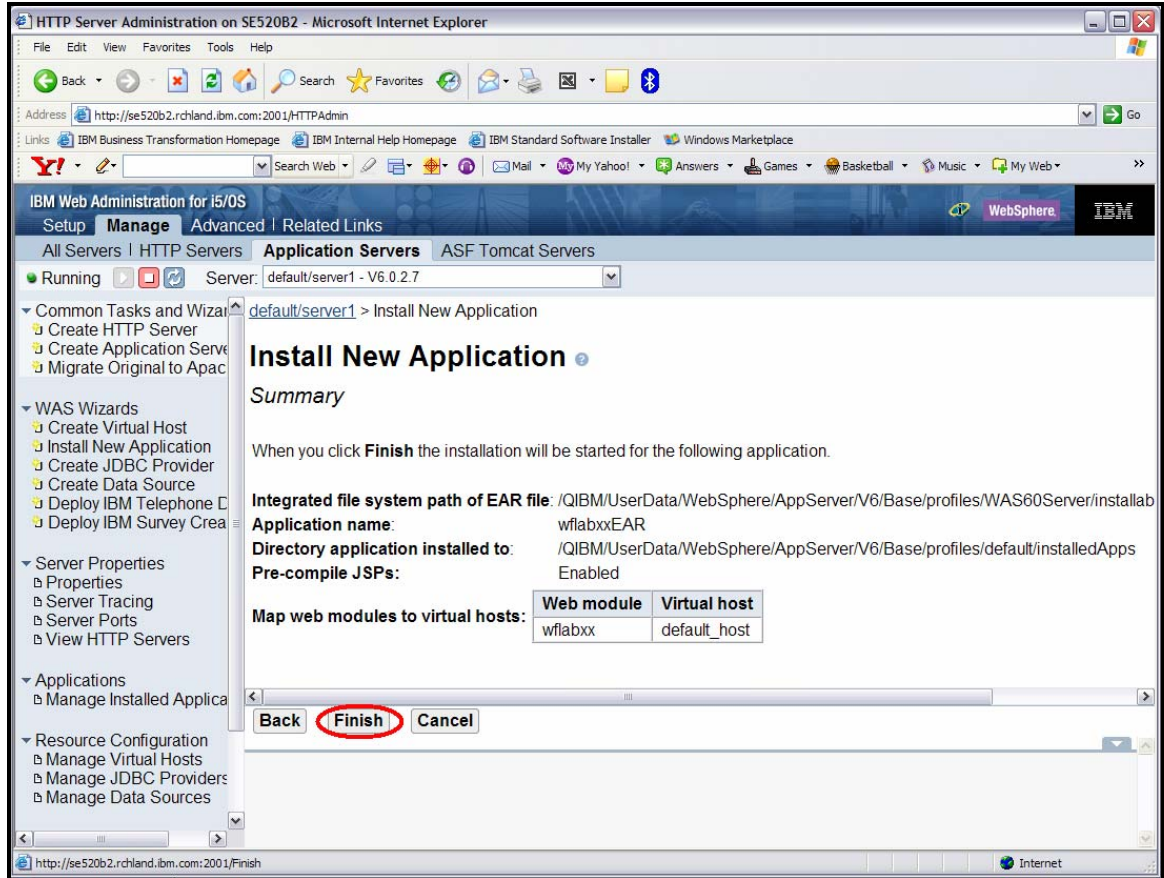 HTTP Server Administration on SE520B2 - Microsoft Internet Explorer
File Edit View Favorites Tools Help
Back Search Favorites
Address http://se520b2.rchland.ibm.com:2001/HTTPAdmin Go
Links IBM Business Transformation Homepage IBM Internal Help Homepage IBM Standard Software Installer Windows Marketplace
Y! Search Web Mail My Yahoo! Answers Games Basketball Music My Web »
IBM Web Administration for i5/OS
WebSphere. IBM
Setup Manage Advanced | Related Links
All Servers | HTTP Servers Application Servers ASF Tomcat Servers
Running Server: default/server1 - V6.0.2.7
Common Tasks and Wizar
Create HTTP Server
Create Application Serve
Migrate Original to Apac
WAS Wizards
Create Virtual Host
Install New Application
Create JDBC Provider
Create Data Source
Deploy IBM Telephone D
Deploy IBM Survey Crea
Server Properties
Properties
Server Tracing
Server Ports
View HTTP Servers
Applications
Manage Installed Applica
Resource Configuration
Manage Virtual Hosts
Manage JDBC Providers
Manage Data Sources
default/server1 > Install New Application
Install New Application
Summary
When you click Finish the installation will be started for the following application.
Integrated file system path of EAR file: /QIBM/UserData/WebSphere/AppServer/V6/Base/profiles/WAS60Server/installab
Application name: wflabxxEAR
Directory application installed to: /QIBM/UserData/WebSphere/AppServer/V6/Base/profiles/default/installedApps
Pre-compile JSPs: Enabled
Map web modules to virtual hosts:
Web module Virtual host
wflabxx default_host
Back Finish Cancel
http://se520b2.rchland.ibm.com:2001/Finish Internet